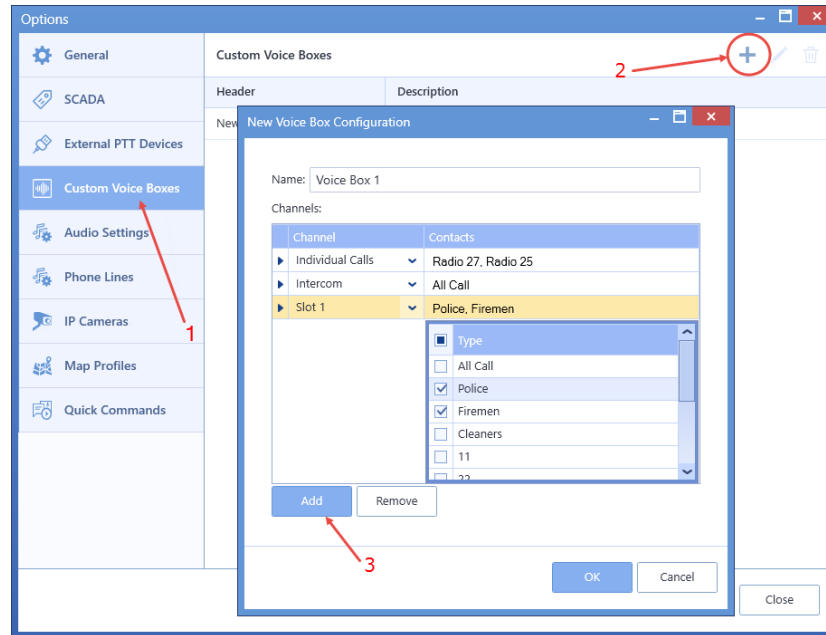 Options
General
SCADA
External PTT Devices
Custom Voice Boxes
Audio Settings
Phone Lines
IP Cameras
Map Profiles
Quick Commands
1
Custom Voice Boxes
2
Header Description
New
New Voice Box Configuration
Name: Voice Box 1
Channels:
Channel Contacts
Individual Calls Radio 27, Radio 25
Intercom All Call
Slot 1 Police, Firemen
Type
All Call
Police
Firemen
Cleaners
11
22
Add Remove
3
OK Cancel
Close